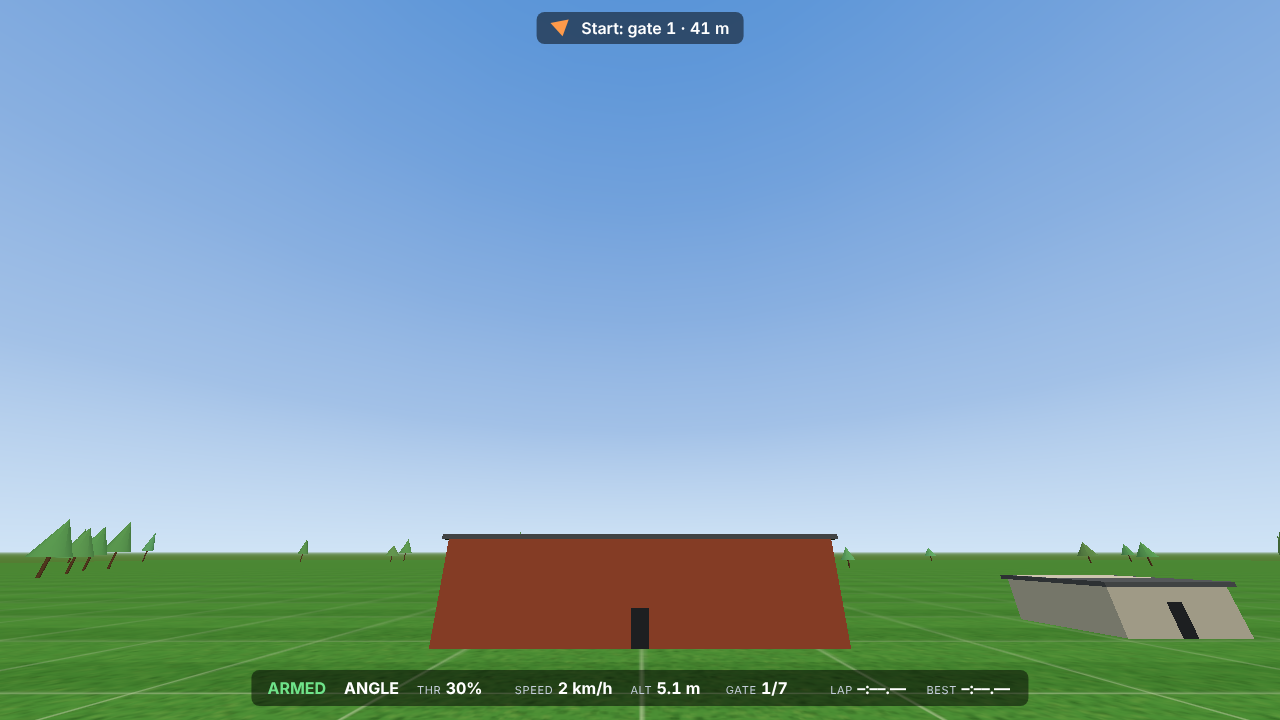 Start: gate 1 · 41 m
ARMED ANGLE THR 30% SPEED 2 km/h ALT 5.1 m GATE 1/7 LAP –:––.–– BEST –:––.––